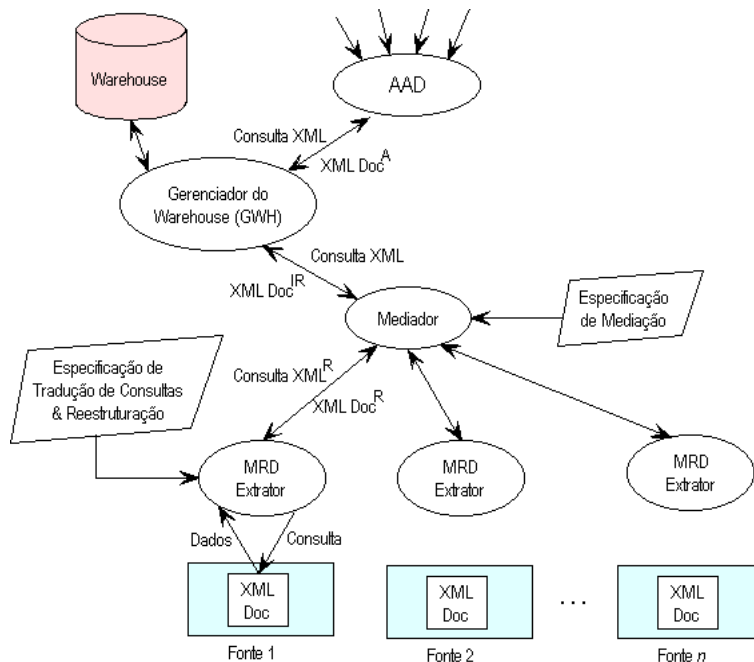 Warehouse
AAD
Consulta XML
XML Doc^A
Gerenciador do
Warehouse (GWH)
Consulta XML
XML Doc^IR
Mediador
Especificação
de Mediação
Especificação de
Tradução de Consultas
& Reestruturação
Consulta XML^R
XML Doc^R
MRD
Extrator
MRD
Extrator
MRD
Extrator
Dados
Consulta
XML
Doc
XML
Doc
...
XML
Doc
Fonte 1
Fonte 2
Fonte n